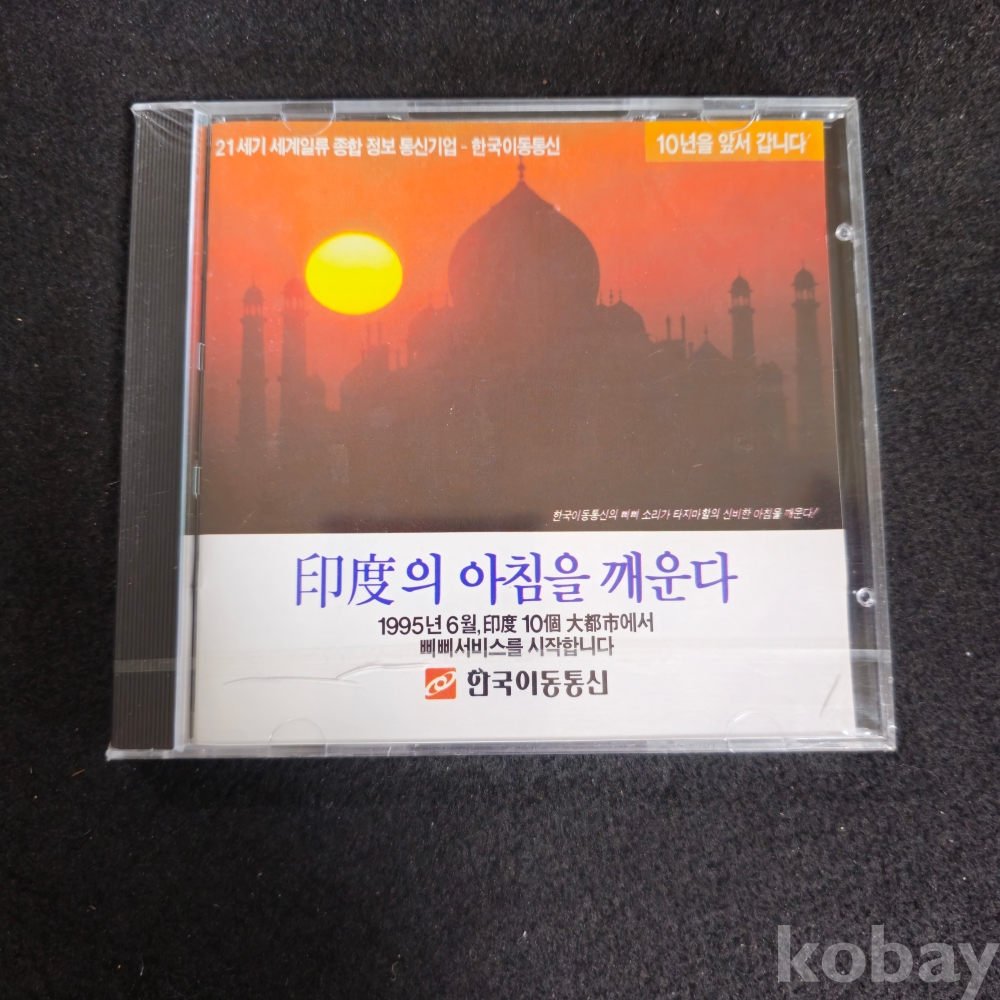 21세기 세계일류 종합 정보 통신기업 - 한국이동통신
10년을 앞서 갑니다
한국이동통신의 삐삐 소리가 타지마할의 신비한 아침을 깨운다!
印度의 아침을 깨운다
1995년 6월, 印度 10個 大都市에서
삐삐서비스를 시작합니다
한국이동통신
kobay